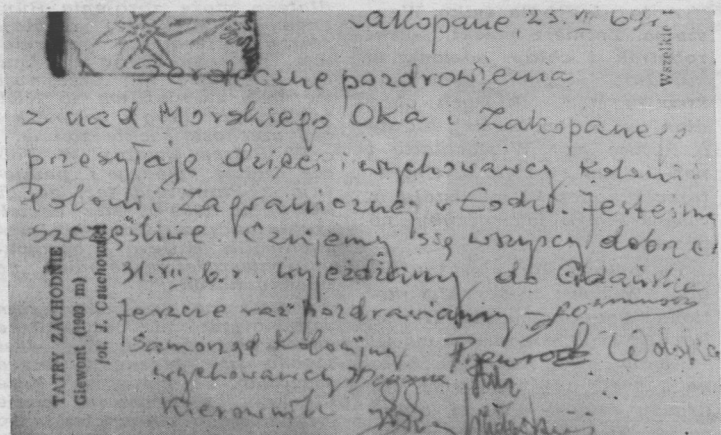 Zakopane, 23. VII 69 r.
Wszelkie
Serdeczne pozdrowienia
z nad Morskiego Oka i Zakopanego
przesyłają dzieci i wychowawcy kolonii
Polonii Zagranicznej w Łodzi. Jesteśmy
szczęśliwe. Czujemy się wszyscy dobrze
31. VII. b. r. wyjeżdżamy do Gdańska
Jeszcze raz pozdrawiamy –
Samorząd Kolonijny
wychowawcy
Kierownik
TATRY ZACHODNIE
Giewont (1909 m)
fot. J. Czuchowski